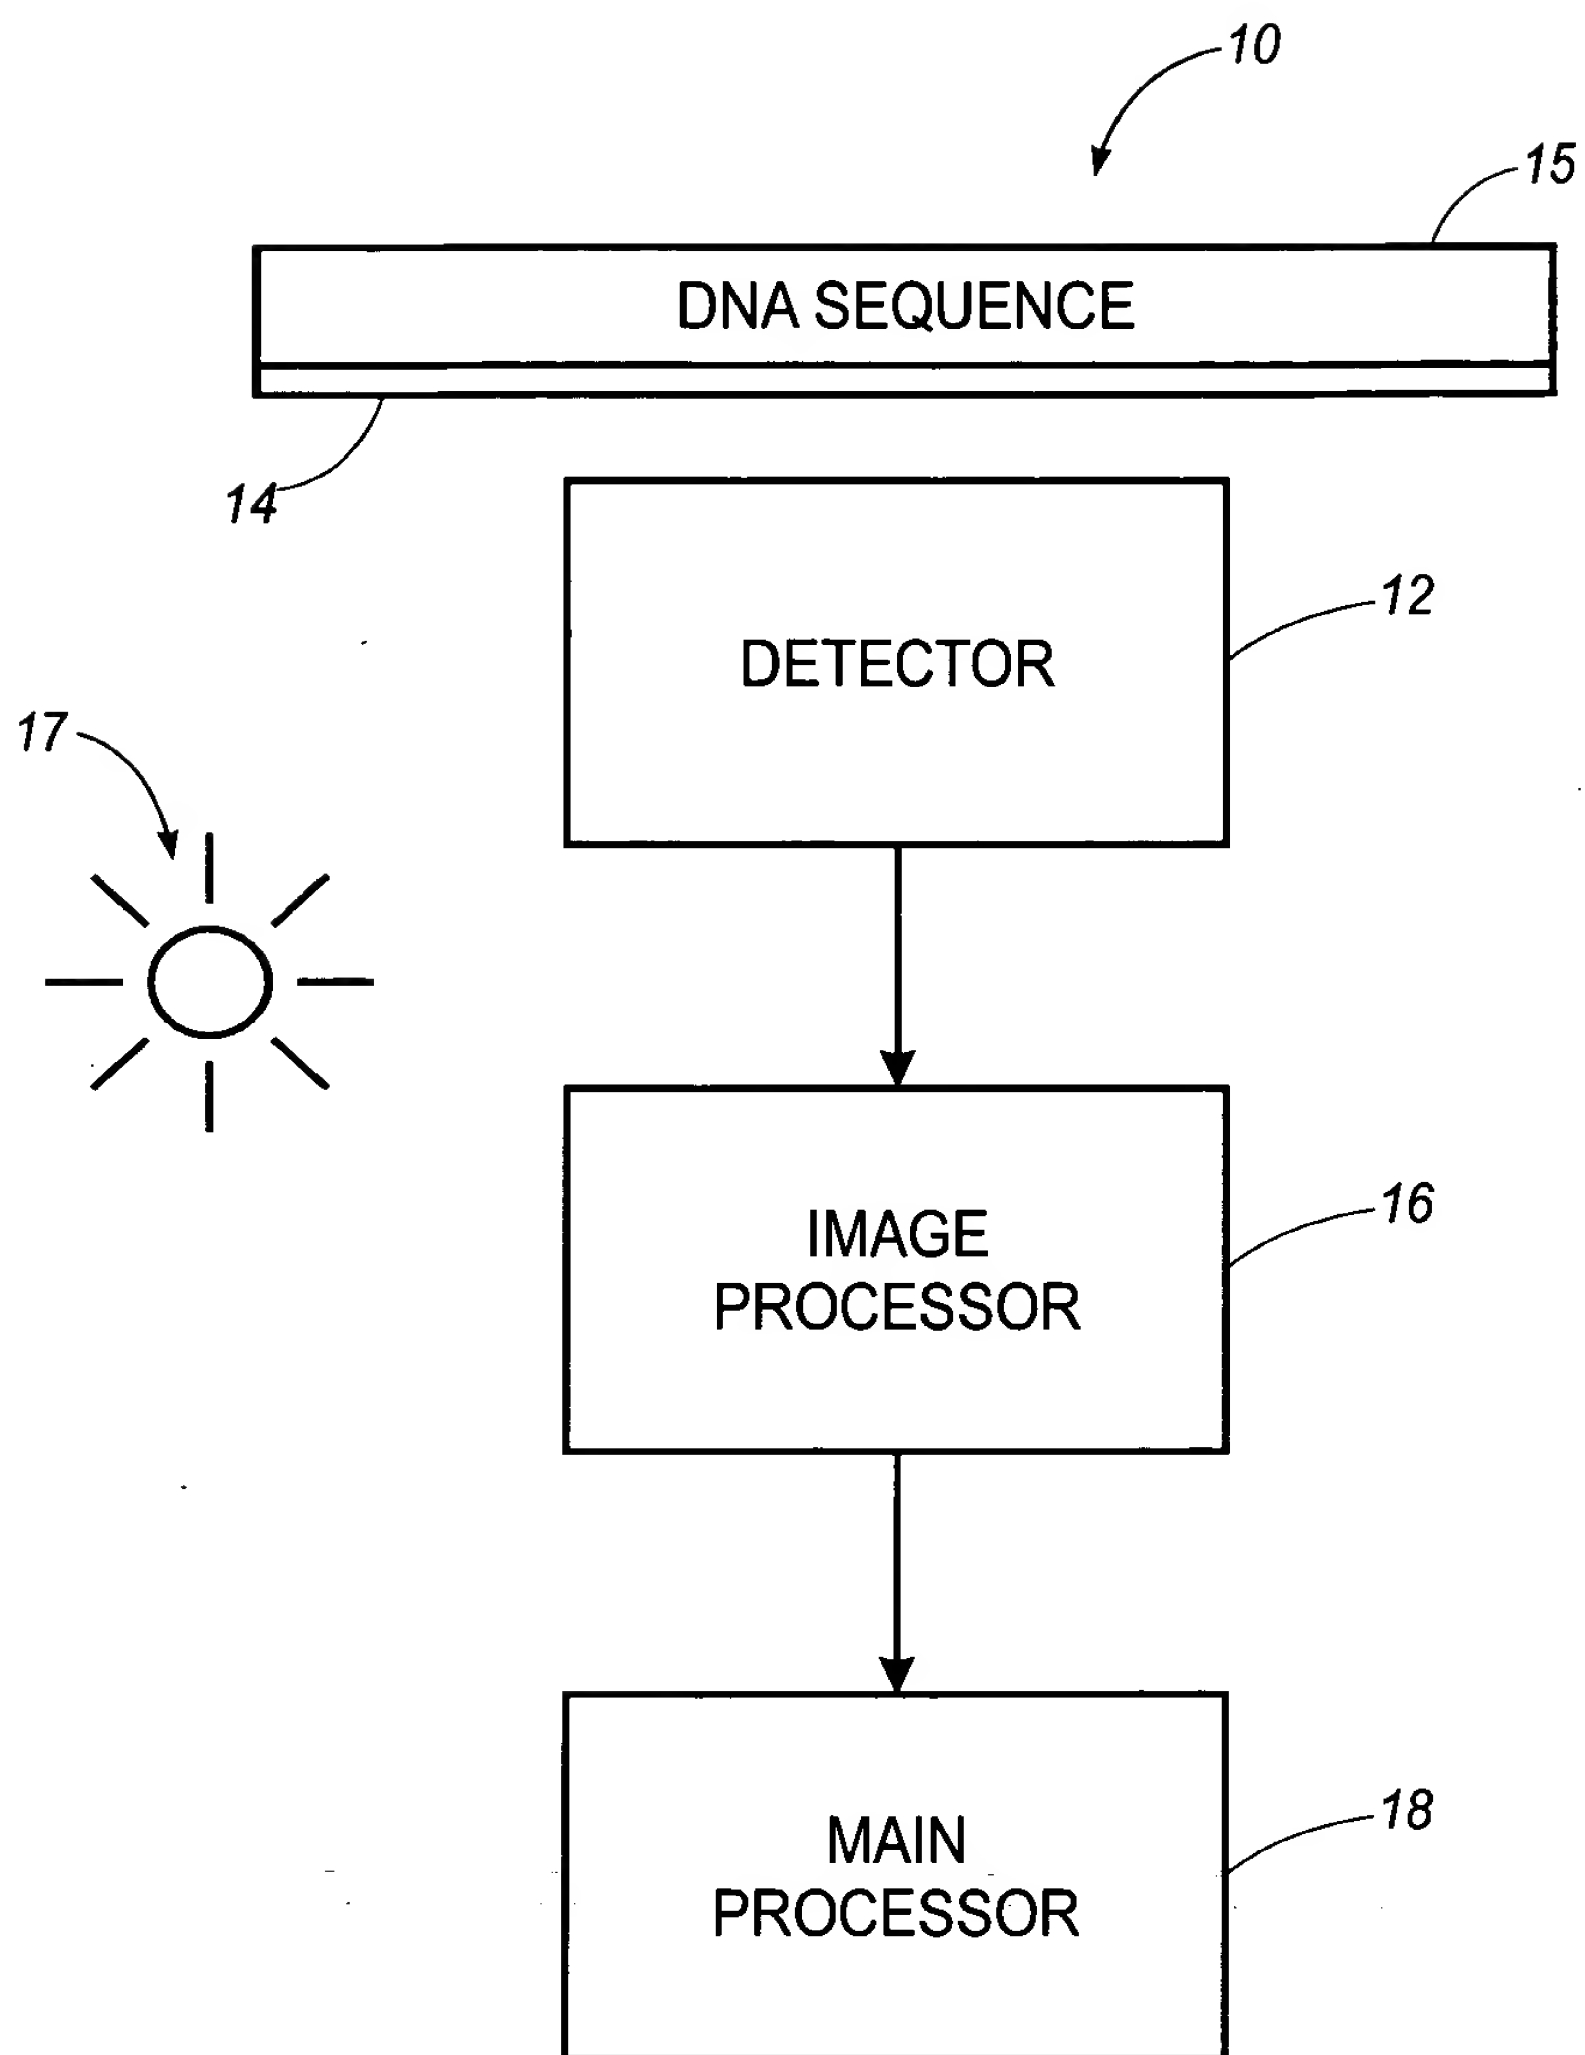 10
15
DNA SEQUENCE
14
12
DETECTOR
17
16
IMAGE
PROCESSOR
18
MAIN
PROCESSOR